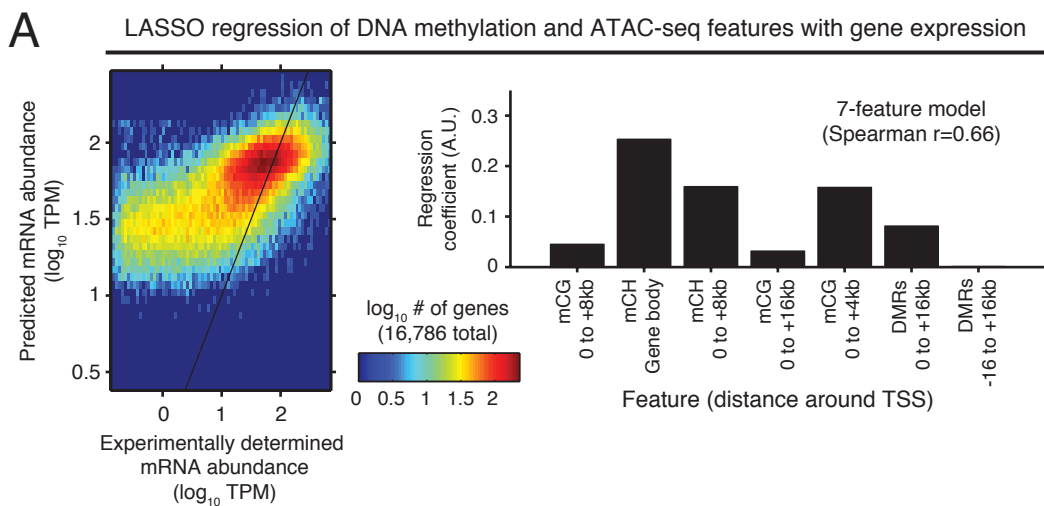 A
LASSO regression of DNA methylation and ATAC-seq features with gene expression
Predicted mRNA abundance
(log10 TPM)
2
1.5
1
0.5
0 1 2
Experimentally determined
mRNA abundance
(log10 TPM)
log10 # of genes
(16,786 total)
0 0.5 1 1.5 2
Regression
coefficient (A.U.)
0.3
0.2
0.1
0
7-feature model
(Spearman r=0.66)
mCG
0 to +8kb
mCH
Gene body
mCH
0 to +8kb
mCG
0 to +16kb
mCG
0 to +4kb
DMRs
0 to +16kb
DMRs
-16 to +16kb
Feature (distance around TSS)